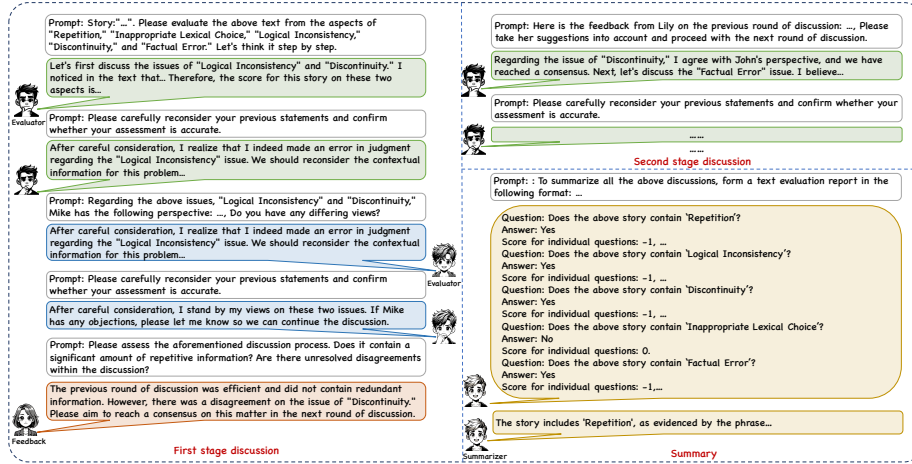 Prompt: Story:"...". Please evaluate the above text from the aspects of
"Repetition," "Inappropriate Lexical Choice," "Logical Inconsistency,"
"Discontinuity," and "Factual Error." Let's think it step by step.
Let's first discuss the issues of "Logical Inconsistency" and "Discontinuity." I
noticed in the text that... Therefore, the score for this story on these two
aspects is...
Evaluator
Prompt: Please carefully reconsider your previous statements and confirm
whether your assessment is accurate.
After careful consideration, I realize that I indeed made an error in judgment
regarding the "Logical Inconsistency" issue. We should reconsider the contextual
information for this problem...
Prompt: Regarding the above issues, "Logical Inconsistency" and "Discontinuity,"
Mike has the following perspective: ..., Do you have any differing views?
After careful consideration, I realize that I indeed made an error in judgment
regarding the "Logical Inconsistency" issue. We should reconsider the contextual
information for this problem...
Evaluator
Prompt: Please carefully reconsider your previous statements and confirm
whether your assessment is accurate.
After careful consideration, I stand by my views on these two issues. If Mike
has any objections, please let me know so we can continue the discussion.
Prompt: Please assess the aforementioned discussion process. Does it contain a
significant amount of repetitive information? Are there unresolved disagreements
within the discussion?
The previous round of discussion was efficient and did not contain redundant
information. However, there was a disagreement on the issue of "Discontinuity."
Please aim to reach a consensus on this matter in the next round of discussion.
Feedback
First stage discussion
Prompt: Here is the feedback from Lily on the previous round of discussion: ..., Please
take her suggestions into account and proceed with the next round of discussion.
Regarding the issue of "Discontinuity," I agree with John's perspective, and we have
reached a consensus. Next, let's discuss the "Factual Error" issue. I believe...
Prompt: Please carefully reconsider your previous statements and confirm whether your
assessment is accurate.
......
......
Second stage discussion
Prompt: : To summarize all the above discussions, form a text evaluation report in the
following format: ...
Question: Does the above story contain 'Repetition'?
Answer: Yes
Score for individual questions: -1, ...
Question: Does the above story contain 'Logical Inconsistency'?
Answer: Yes
Score for individual questions: -1, ...
Question: Does the above story contain 'Discontinuity'?
Answer: Yes
Score for individual questions: -1, ...
Question: Does the above story contain 'Inappropriate Lexical Choice'?
Answer: No
Score for individual questions: 0.
Question: Does the above story contain 'Factual Error'?
Answer: Yes
Score for individual questions: -1,...
The story includes 'Repetition', as evidenced by the phrase...
Summarizer
Summary